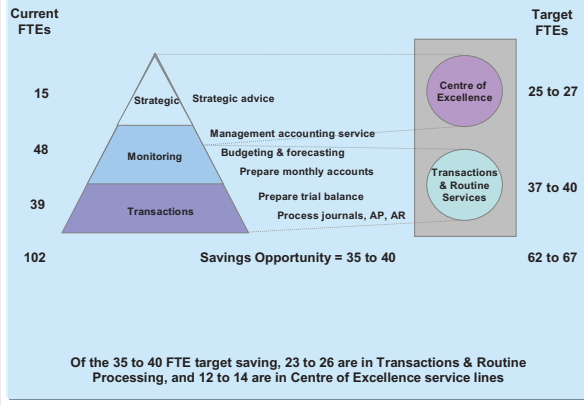 Current
FTEs
Target
FTEs
15
Strategic
Strategic advice
Centre of
Excellence
25 to 27
Management accounting service
48
Monitoring
Budgeting & forecasting
Prepare monthly accounts
Transactions
& Routine
Services
37 to 40
39
Transactions
Prepare trial balance
Process journals, AP, AR
102
Savings Opportunity = 35 to 40
62 to 67
Of the 35 to 40 FTE target saving, 23 to 26 are in Transactions & Routine
Processing, and 12 to 14 are in Centre of Excellence service lines